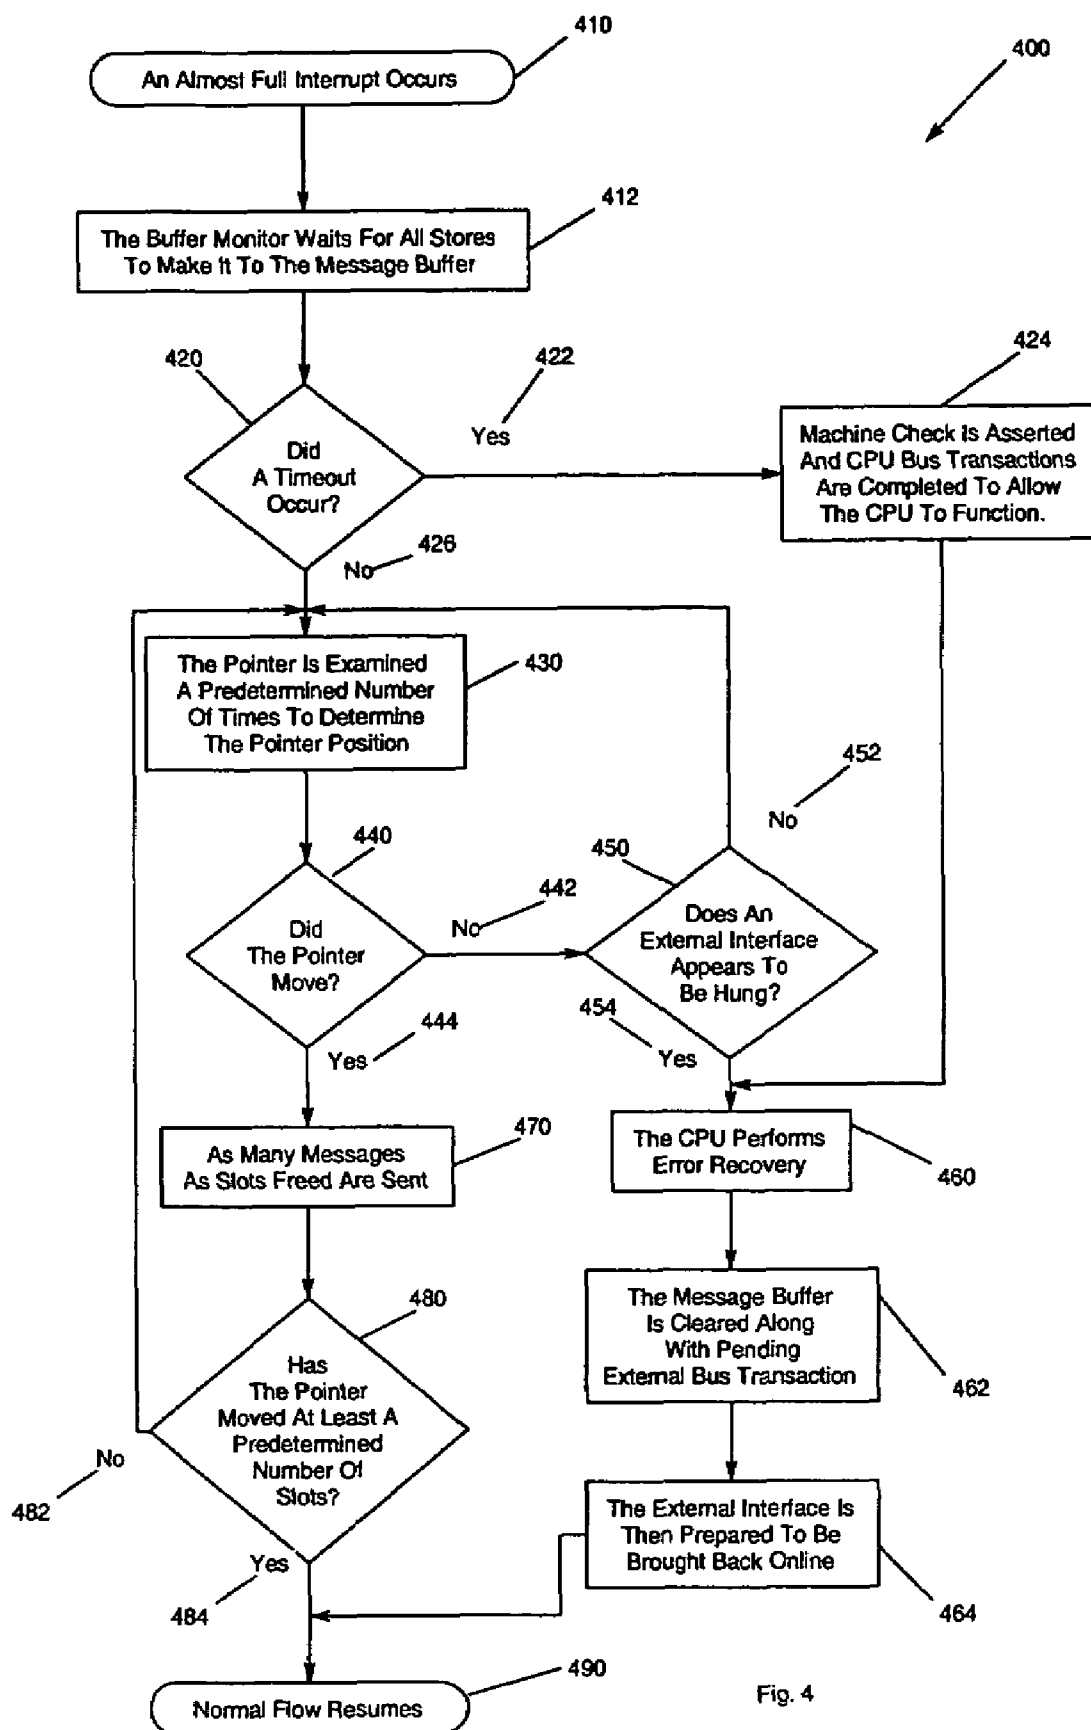 410
An Almost Full Interrupt Occurs
400
412
The Buffer Monitor Waits For All Stores
To Make It To The Message Buffer
420
422
424
Did
A Timeout
Occur?
Yes
Machine Check Is Asserted
And CPU Bus Transactions
Are Completed To Allow
The CPU To Function.
No
426
The Pointer Is Examined
A Predetermined Number
Of Times To Determine
The Pointer Position
430
452
No
440
450
442
No
Did
The Pointer
Move?
Does An
External Interface
Appears To
Be Hung?
444
Yes
454
Yes
470
As Many Messages
As Slots Freed Are Sent
The CPU Performs
Error Recovery
460
480
Has
The Pointer
Moved At Least A
Predetermined
Number Of
Slots?
The Message Buffer
Is Cleared Along
With Pending
External Bus Transaction
462
No
482
The External Interface Is
Then Prepared To Be
Brought Back Online
464
Yes
484
490
Normal Flow Resumes
Fig. 4